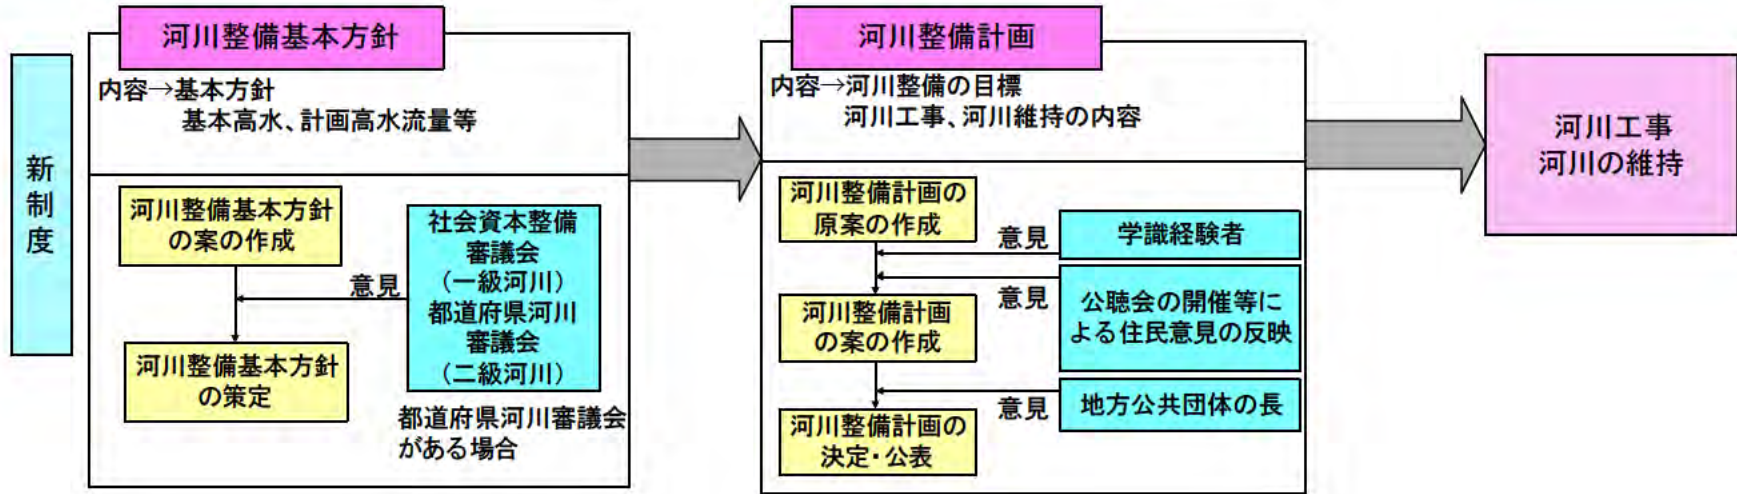 新制度
河川整備基本方針
内容→基本方針
基本高水、計画高水流量等
河川整備基本方針
の案の作成
意見
社会資本整備
審議会
（一級河川）
都道府県河川
審議会
（二級河川）
河川整備基本方針
の策定
都道府県河川審議会
がある場合
河川整備計画
内容→河川整備の目標
河川工事、河川維持の内容
河川整備計画の
原案の作成
意見
学識経験者
意見
公聴会の開催等に
よる住民意見の反映
河川整備計画
の案の作成
意見
地方公共団体の長
河川整備計画の
決定・公表
河川工事
河川の維持